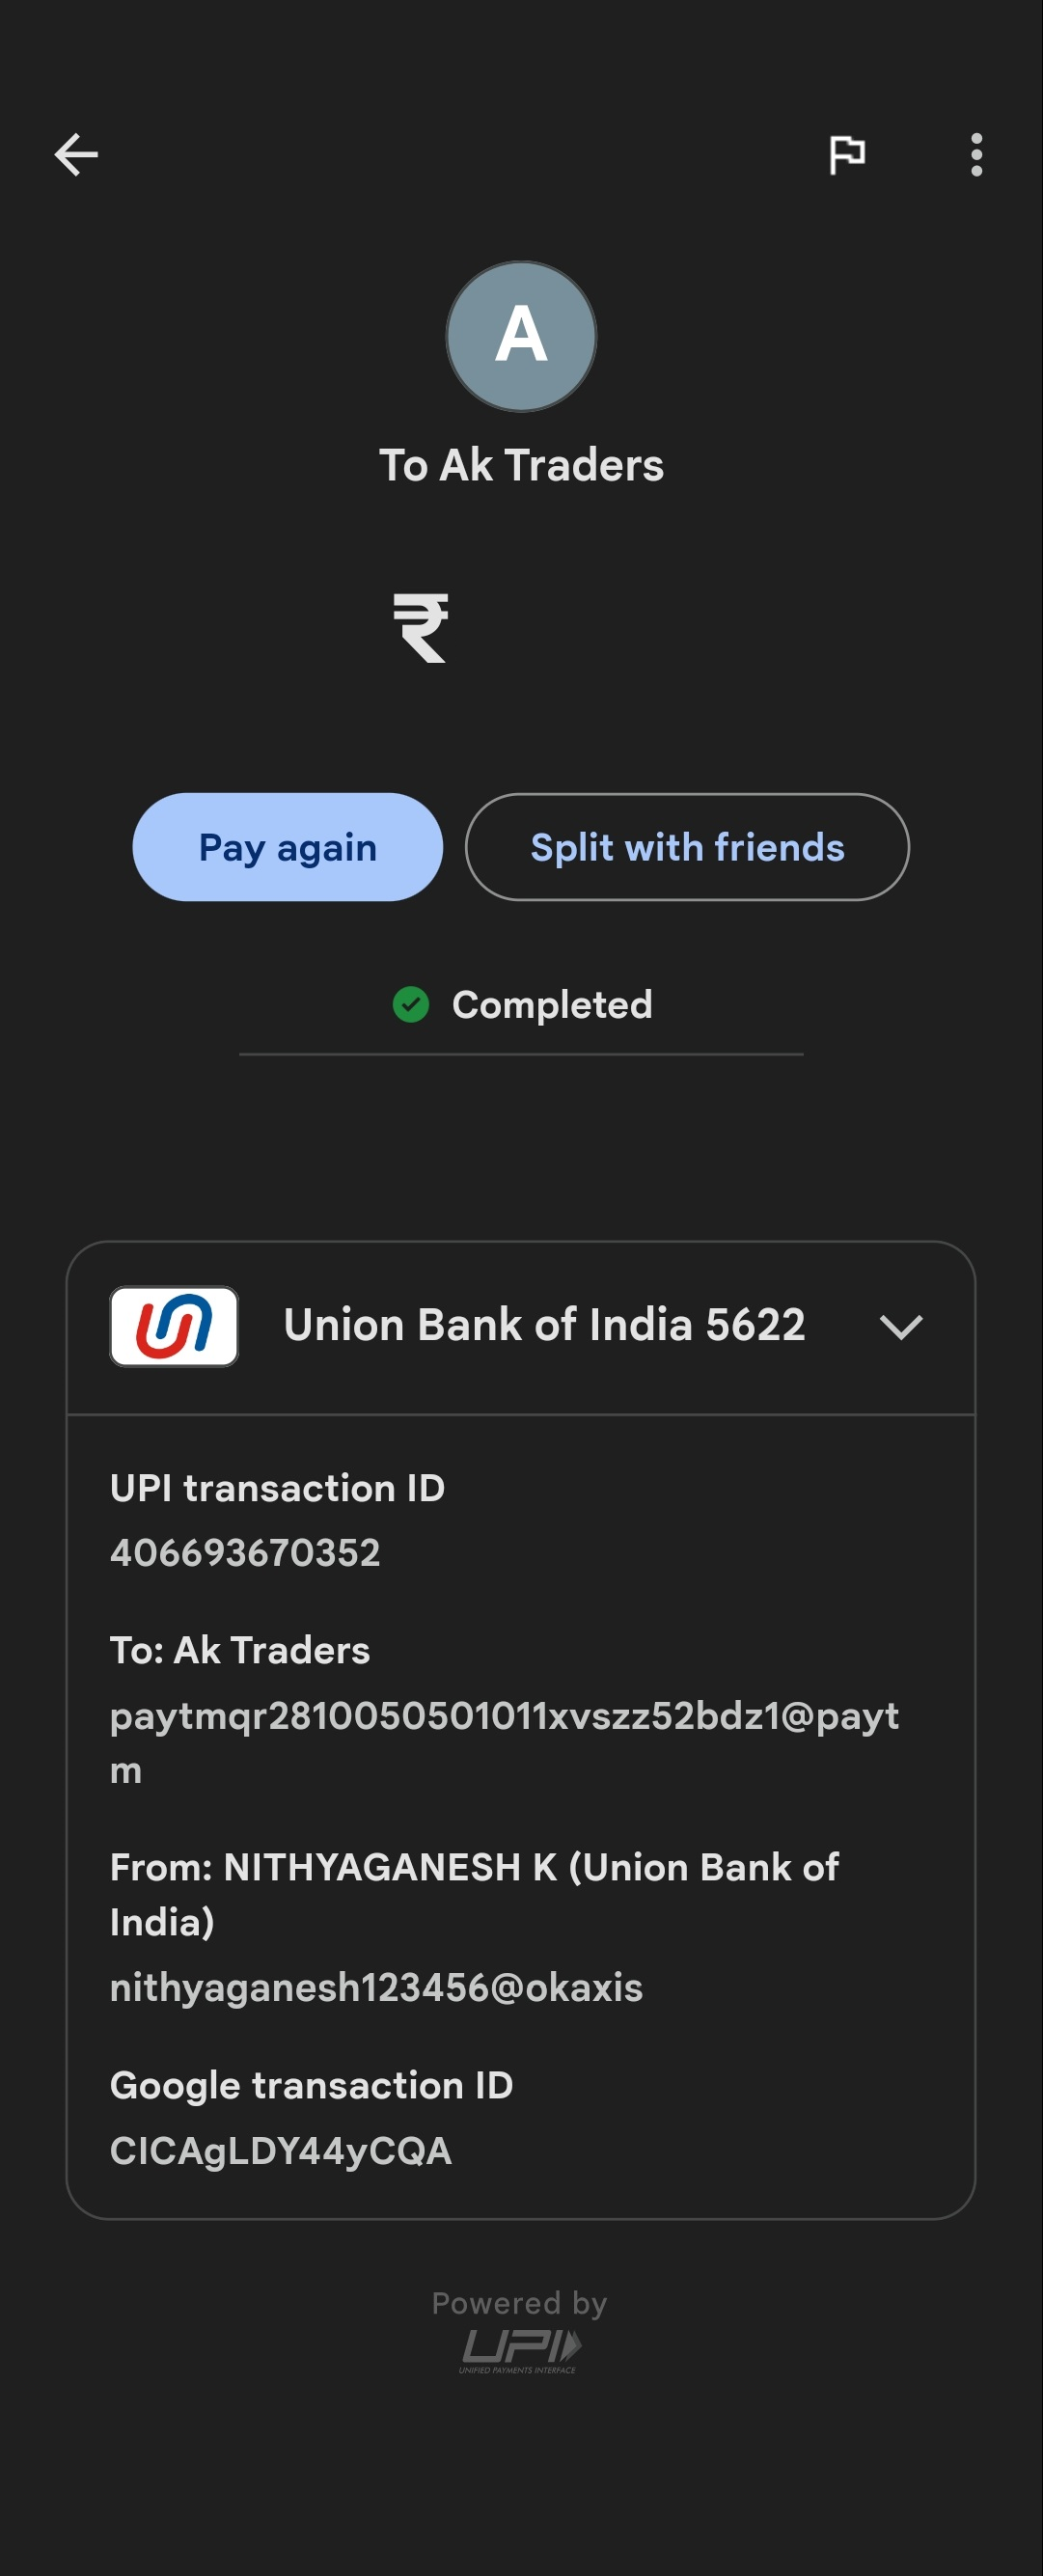 A
To Ak Traders
₹
Pay again
Split with friends
Completed
Union Bank of India 5622
UPI transaction ID
406693670352
To: Ak Traders
paytmqr2810050501011xvszz52bdz1@payt
m
From: NITHYAGANESH K (Union Bank of
India)
nithyaganesh123456@okaxis
Google transaction ID
CICAgLDY44yCQA
Powered by
UPI
UNIFIED PAYMENTS INTERFACE